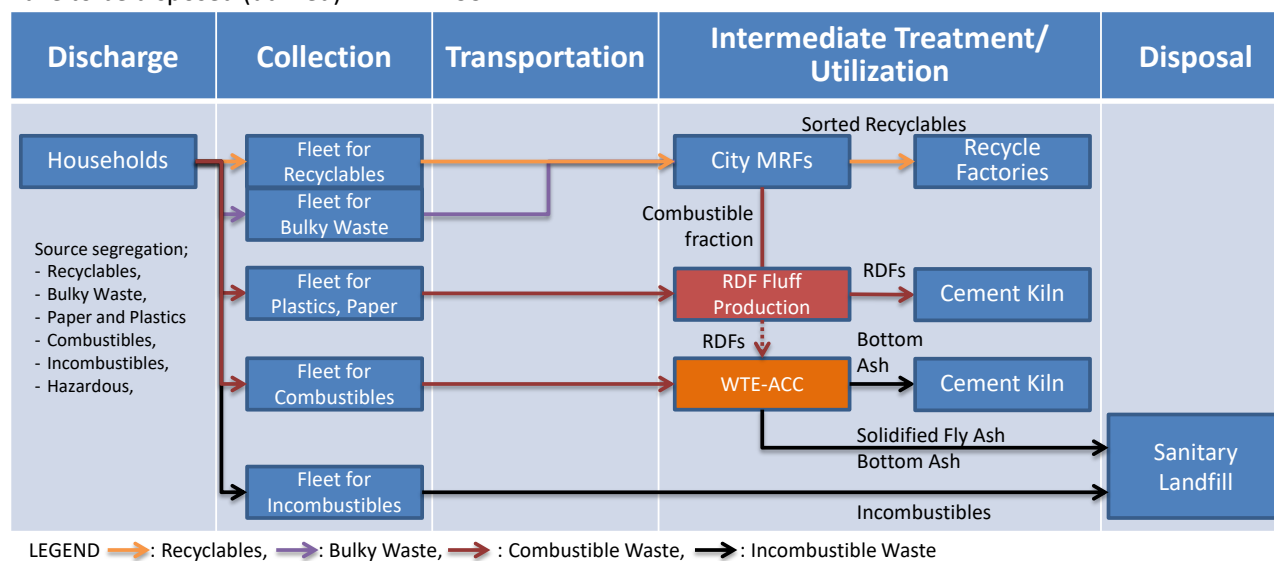 Discharge
Collection
Transportation
Intermediate Treatment/
Utilization
Disposal
Households
Fleet for
Recyclables
Fleet for
Bulky Waste
Sorted Recyclables
City MRFs
Recycle
Factories
Combustible
fraction
Source segregation;
- Recyclables,
- Bulky Waste,
- Paper and Plastics
- Combustibles,
- Incombustibles,
- Hazardous,
Fleet for
Plastics, Paper
RDF Fluff
Production
RDFs
Cement Kiln
RDFs
Bottom
Ash
Fleet for
Combustibles
WTE-ACC
Cement Kiln
Solidified Fly Ash
Bottom Ash
Sanitary
Landfill
Fleet for
Incombustibles
Incombustibles
LEGEND : Recyclables, : Bulky Waste, : Combustible Waste, : Incombustible Waste